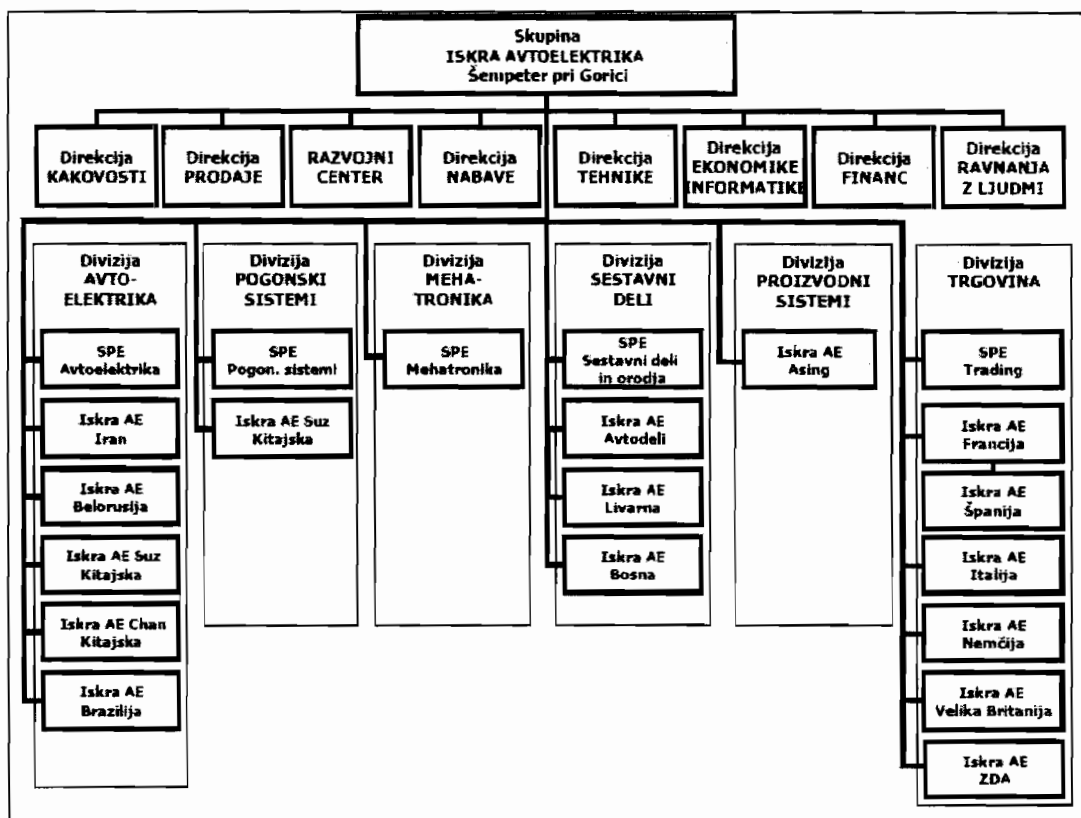 Skupina
ISKRA AVTOELEKTRIKA
Šempeter pri Gorici
Direkcija
KAKOVOSTI
Direkcija
PRODAJE
RAZVOJNI
CENTER
Direkcija
NABAVE
Direkcija
TEHNIKE
Direkcija
EKONOMIKE
INFORMATIKE
Direkcija
FINANC
Direkcija
RAVNANJA
Z LJUDMI
Divizija
AVTO-
ELEKTRIKA
SPE
Avtoelektrika
Iskra AE
Iran
Iskra AE
Belorusija
Iskra AE Suz
Kitajska
Iskra AE Chan
Kitajska
Iskra AE
Brazilija
Divizija
POGONSKI
SISTEMI
SPE
Pogon. sistemi
Iskra AE Suz
Kitajska
Divizija
MEHA-
TRONIKA
SPE
Mehatronika
Divizija
SESTAVNI
DELI
SPE
Sestavni deli
in orodja
Iskra AE
Avtodeli
Iskra AE
Livarna
Iskra AE
Bosna
Divizija
PROIZVODNI
SISTEMI
Iskra AE
Asing
Divizija
TRGOVINA
SPE
Trading
Iskra AE
Francija
Iskra AE
Španija
Iskra AE
Italija
Iskra AE
Nemčija
Iskra AE
Velika Britanija
Iskra AE
ZDA